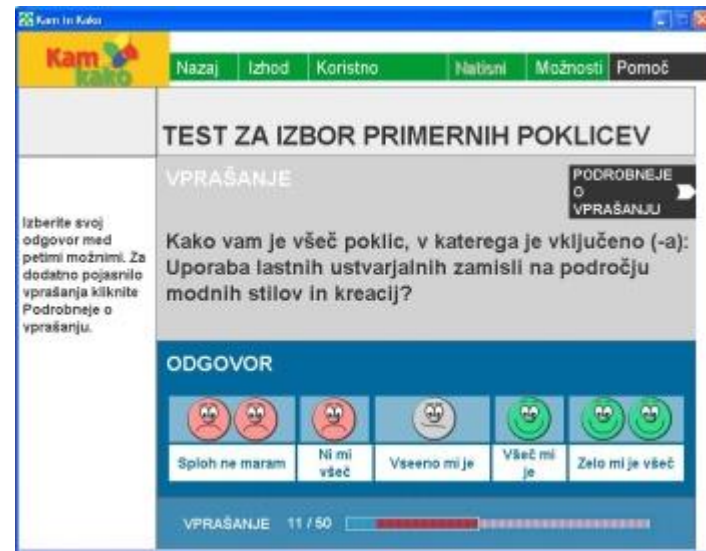 Kam in Kako
Kam
kako
Nazaj Izhod Koristno Natisni Možnosti Pomoč
TEST ZA IZBOR PRIMERNIH POKLICEV
VPRAŠANJE
PODROBNEJE
O
VPRAŠANJU
Izberite svoj
odgovor med
petimi možnimi. Za
dodatno pojasnilo
vprašanja kliknite
Podrobneje o
vprašanju.
Kako vam je všeč poklic, v katerega je vključeno (-a):
Uporaba lastnih ustvarjalnih zamisli na področju
modnih stilov in kreacij?
ODGOVOR
Sploh ne maram
Ni mi
všeč
Vseeno mi je
Všeč mi
je
Zelo mi je všeč
VPRAŠANJE 11 / 50